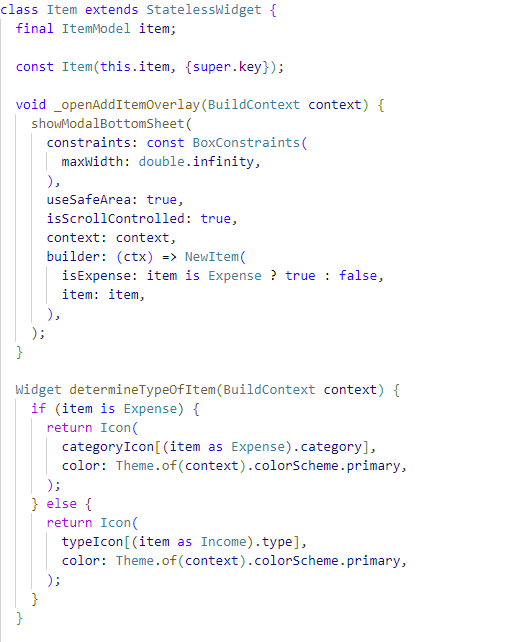 class Item extends StatelessWidget {
  final ItemModel item;

  const Item(this.item, {super.key});

  void _openAddItemOverlay(BuildContext context) {
    showModalBottomSheet(
      constraints: const BoxConstraints(
        maxWidth: double.infinity,
      ),
      useSafeArea: true,
      isScrollControlled: true,
      context: context,
      builder: (ctx) => NewItem(
        isExpense: item is Expense ? true : false,
        item: item,
      ),
    );
  }

  Widget determineTypeOfItem(BuildContext context) {
    if (item is Expense) {
      return Icon(
        categoryIcon[(item as Expense).category],
        color: Theme.of(context).colorScheme.primary,
      );
    } else {
      return Icon(
        typeIcon[(item as Income).type],
        color: Theme.of(context).colorScheme.primary,
      );
    }
  }